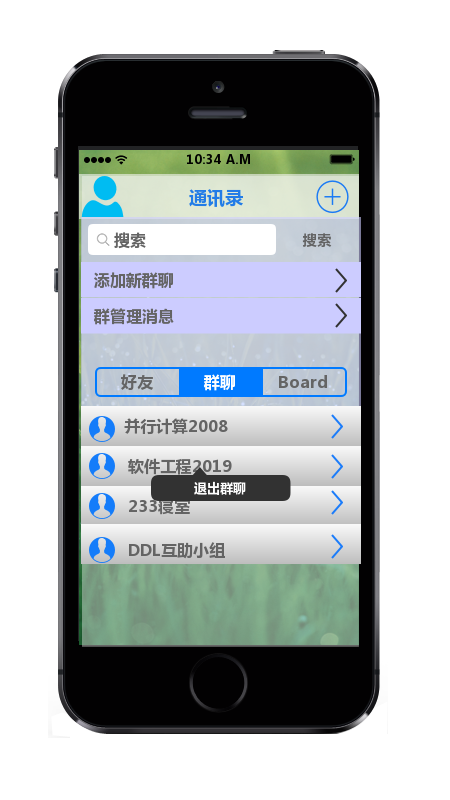 10:34 A.M
通讯录
搜索 搜索
添加新群聊
群管理消息
好友 群聊 Board
并行计算2008
软件工程2019
退出群聊
233寝室
DDL互助小组